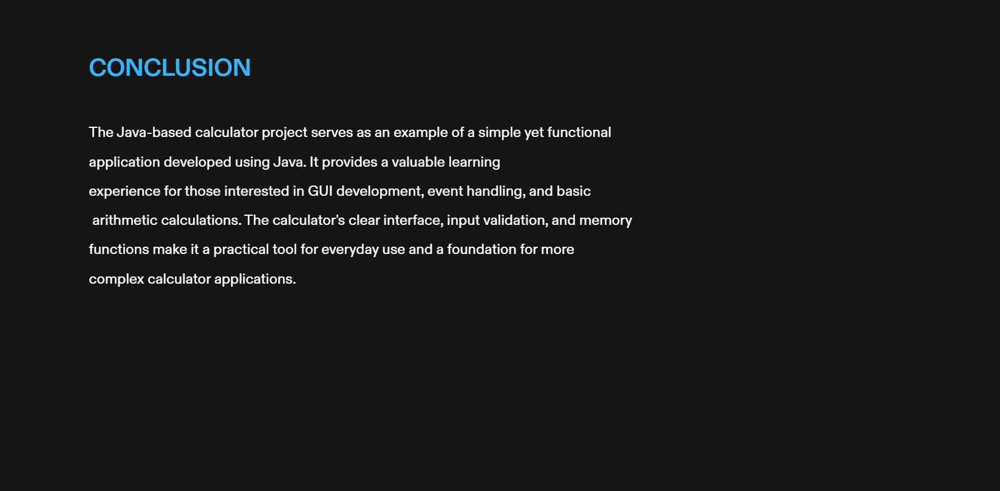 CONCLUSION
The Java-based calculator project serves as an example of a simple yet functional
application developed using Java. It provides a valuable learning
experience for those interested in GUI development, event handling, and basic
arithmetic calculations. The calculator's clear interface, input validation, and memory
functions make it a practical tool for everyday use and a foundation for more
complex calculator applications.